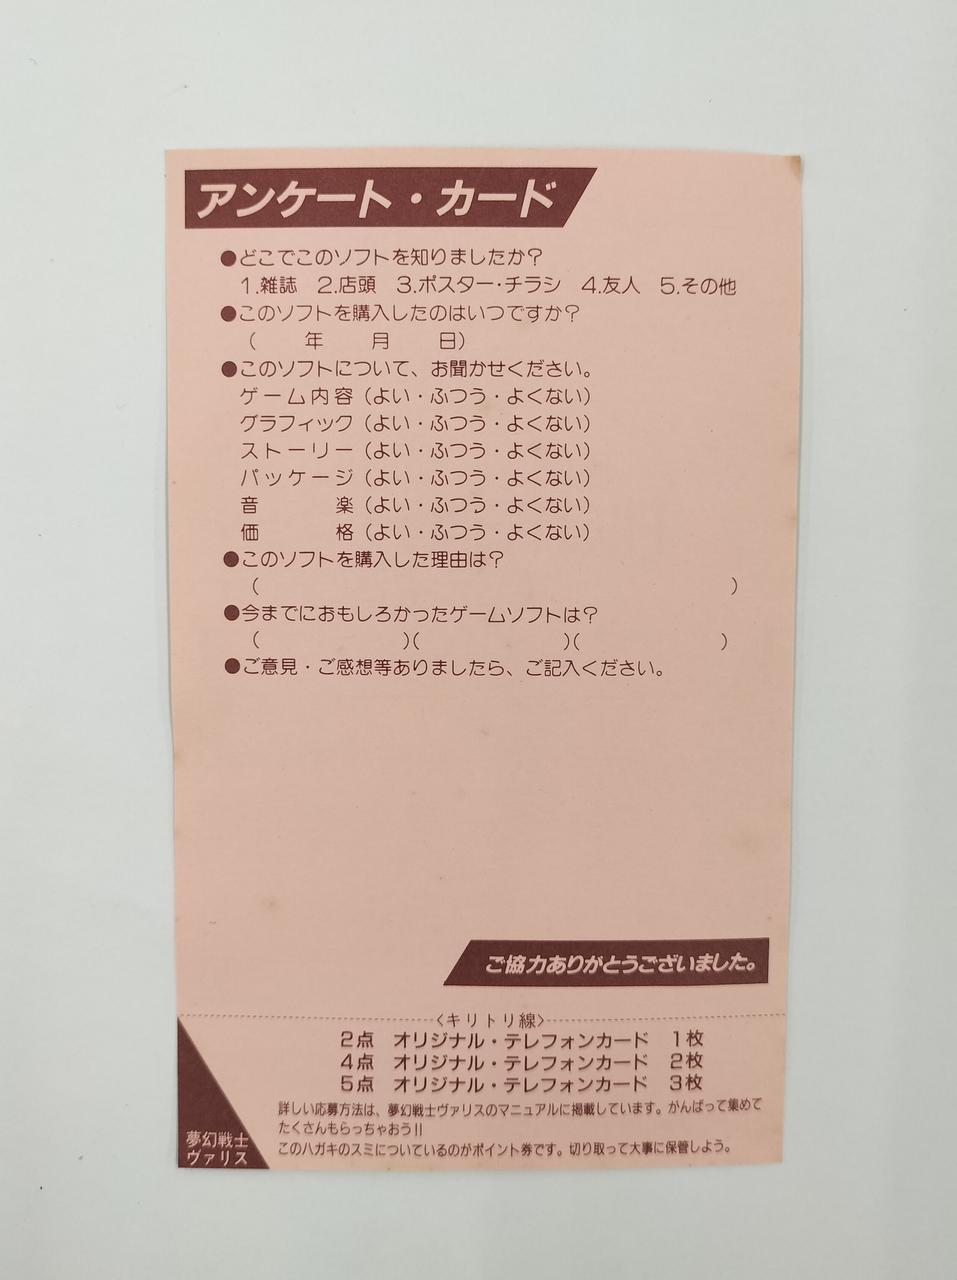 アンケート・カード
●どこでこのソフトを知りましたか?
1.雑誌 2.店頭 3.ポスター・チラシ 4.友人 5.その他
●このソフトを購入したのはいつですか?
( 年 月 日)
●このソフトについて、お聞かせください。
ゲーム内容(よい・ふつう・よくない)
グラフィック(よい・ふつう・よくない)
ストーリー(よい・ふつう・よくない)
パッケージ(よい・ふつう・よくない)
音 楽(よい・ふつう・よくない)
価 格(よい・ふつう・よくない)
●このソフトを購入した理由は?
( )
●今までにおもしろかったゲームソフトは?
( )( )( )
●ご意見・ご感想等ありましたら、ご記入ください。
ご協力ありがとうございました。
<キリトリ線>
2点 オリジナル・テレフォンカード 1枚
4点 オリジナル・テレフォンカード 2枚
5点 オリジナル・テレフォンカード 3枚
詳しい応募方法は、夢幻戦士ヴァリスのマニュアルに掲載しています。がんばって集めて
たくさんもらっちゃおう!!
このハガキのスミについているのがポイント券です。切り取って大事に保管しよう。
夢幻戦士
ヴァリス